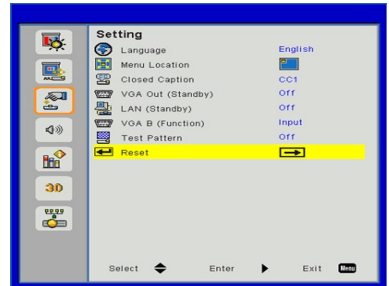 Setting
Language English
Menu Location
Closed Caption CC1
VGA Out (Standby) Off
LAN (Standby) Off
VGA B (Function) Input
Test Pattern Off
Reset
3D
Select Enter Exit Menu